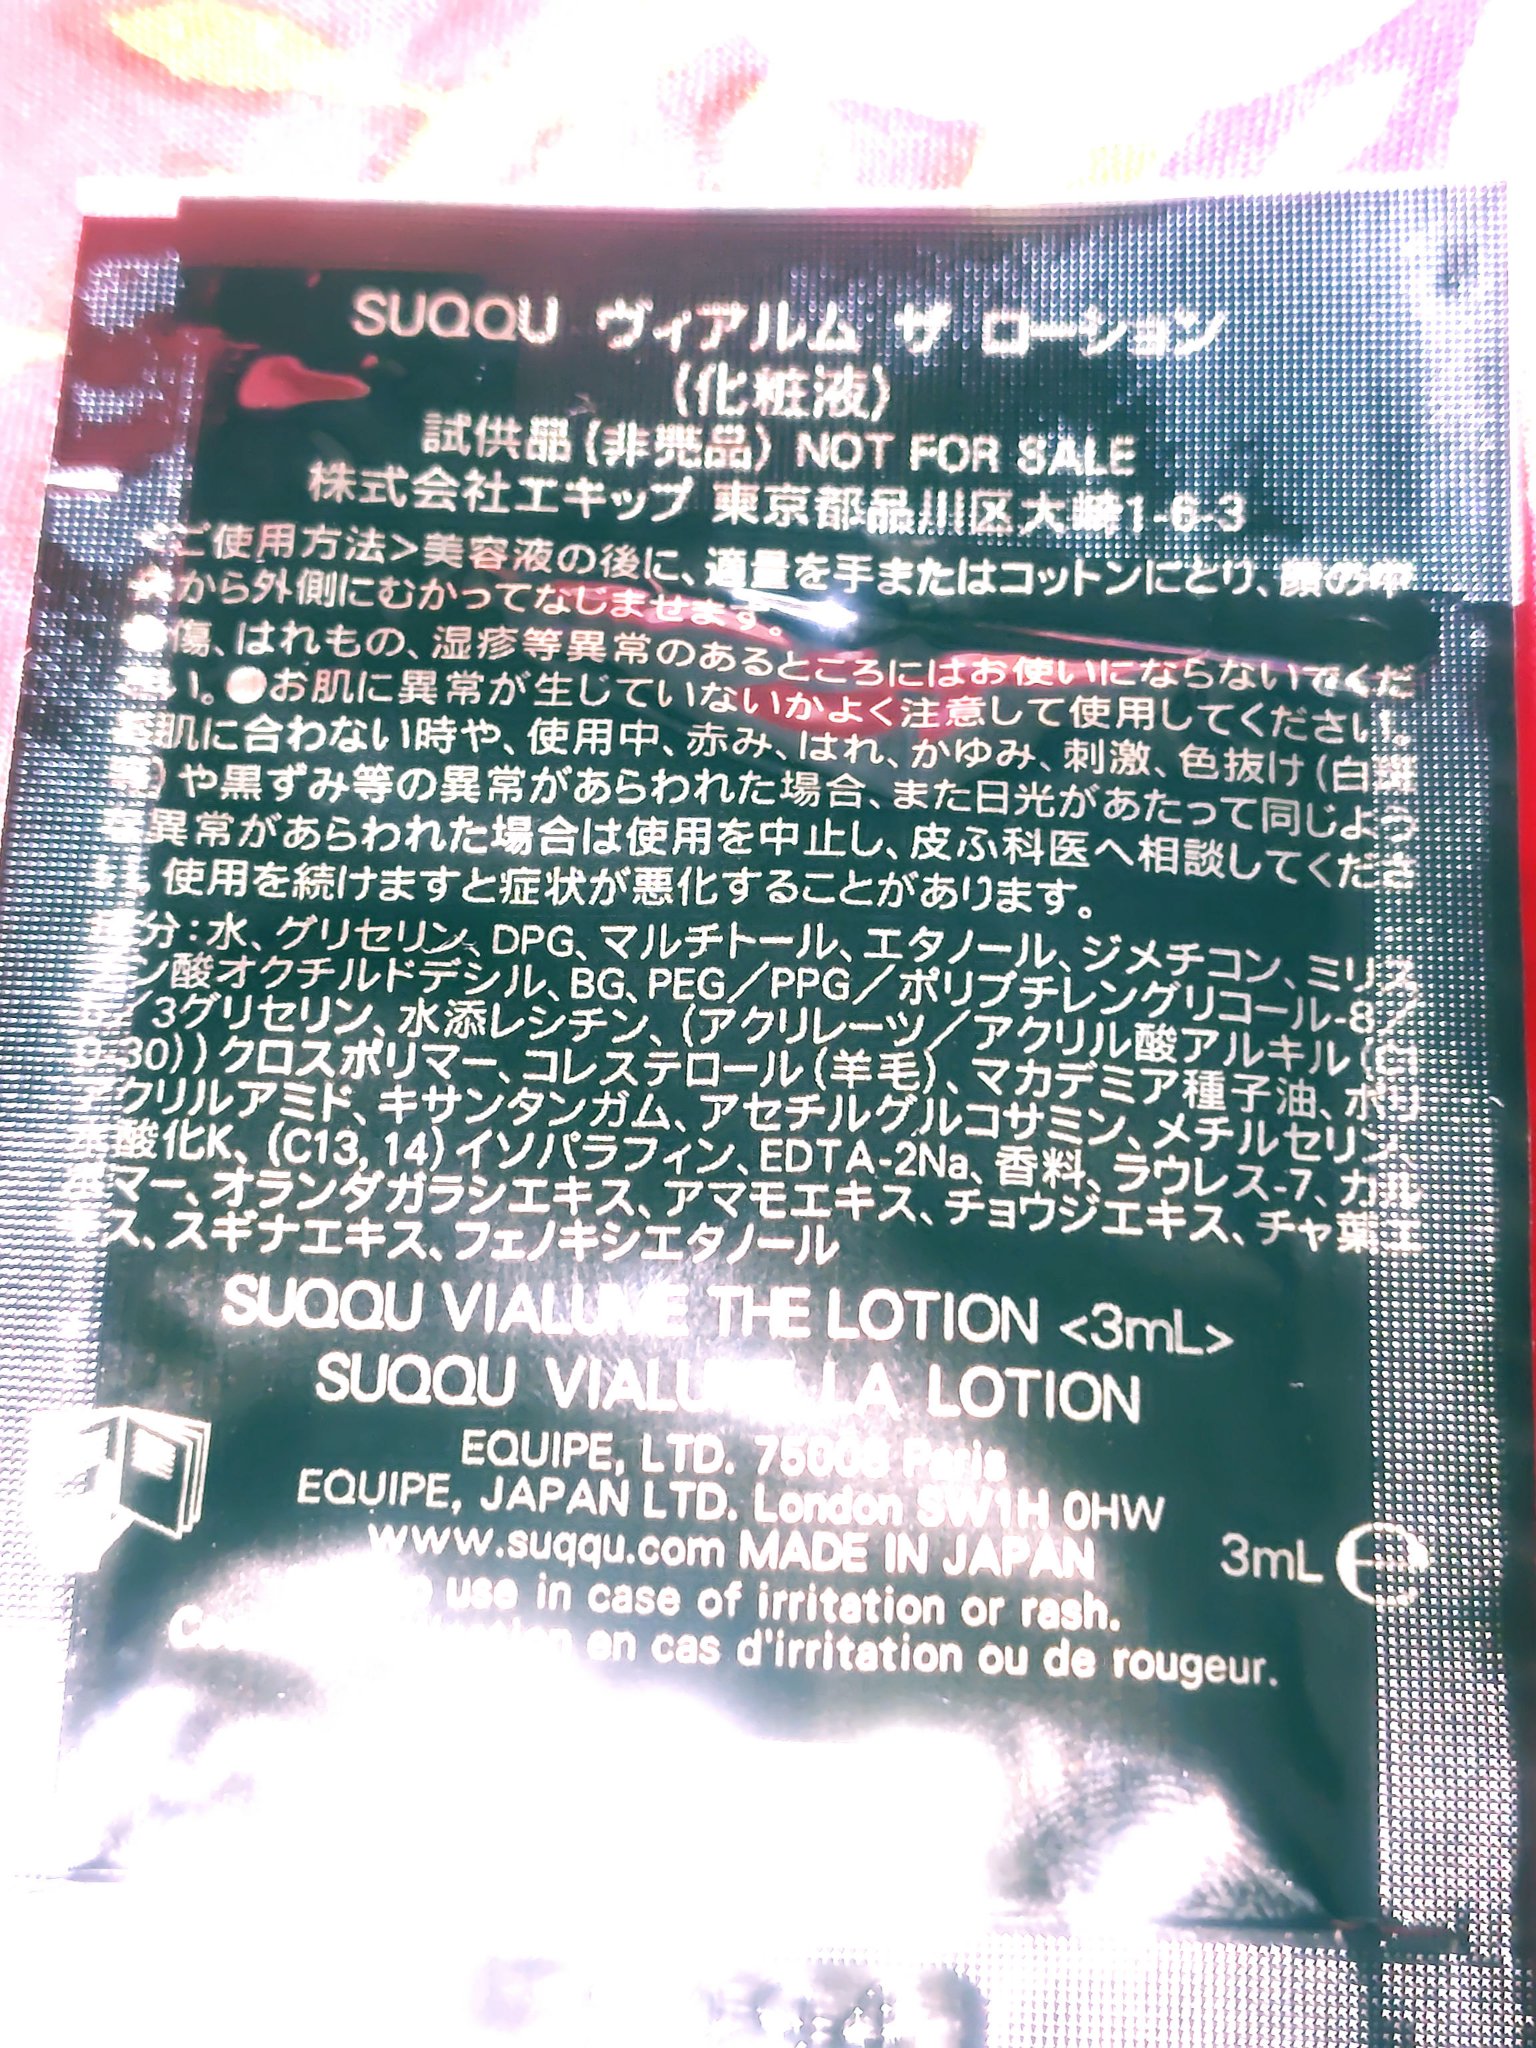 SUQQU ヴィアルム ザ ローション
(化粧液)
試供品(非売品) NOT FOR SALE
株式会社エキップ 東京都品川区大崎1-6-3
ご使用方法>美容液の後に、適量を手またはコットンにとり、顔の中
から外側にむかってなじませます。
傷、はれもの、湿疹等異常のあるところにはお使いにならないでくだ
い。●お肌に異常が生じていないかよく注意して使用してください。
肌に合わない時や、使用中、赤み、はれ、かゆみ、刺激、色抜け(白斑
)や黒ずみ等の異常があらわれた場合、また日光があたって同じよう
異常があらわれた場合は使用を中止し、皮ふ科医へ相談してくださ
使用を続けますと症状が悪化することがあります。
分:水、グリセリン、DPG、マルチトール、エタノール、ジメチコン、ミリス
ン酸オクチルドデシル、BG、PEG/PPG/ポリブチレングリコール-8/
/3グリセリン、水添レシチン、(アクリレーツ/アクリル酸アルキル(C1
0-30))クロスポリマー、コレステロール(羊毛)、マカデミア種子油、ポリ
アクリルアミド、キサンタンガム、アセチルグルコサミン、メチルセリン、
水酸化K、(C13, 14)イソパラフィン、EDTA-2Na、香料、ラウレス-7、カル
ボマー、オランダガラシエキス、アマモエキス、チョウジエキス、チャ葉エ
キス、スギナエキス、フェノキシエタノール
SUQQU VIALUME THE LOTION <3mL>
SUQQU VIALUME LA LOTION
EQUIPE, LTD. 75008 Paris
EQUIPE, JAPAN LTD. London SW1H 0HW
www.suqqu.com MADE IN JAPAN
3mL ℮
use in case of irritation or rash.
en cas d'irritation ou de rougeur.